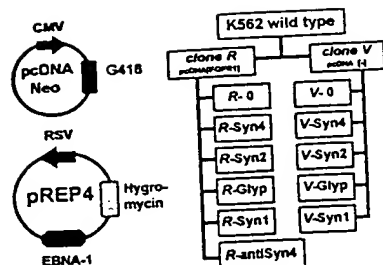 CMV
pcDNA
Neo
G418
RSV
pREP4
Hygro-
mycin
EBNA-1
K562 wild type
clone R
clone V
pcDNA [-]
R- 0
R-Syn4
R-Syn2
R-Glyp
R-Syn1
R-antiSyn4
V- 0
V-Syn4
V-Syn2
V-Glyp
V-Syn1